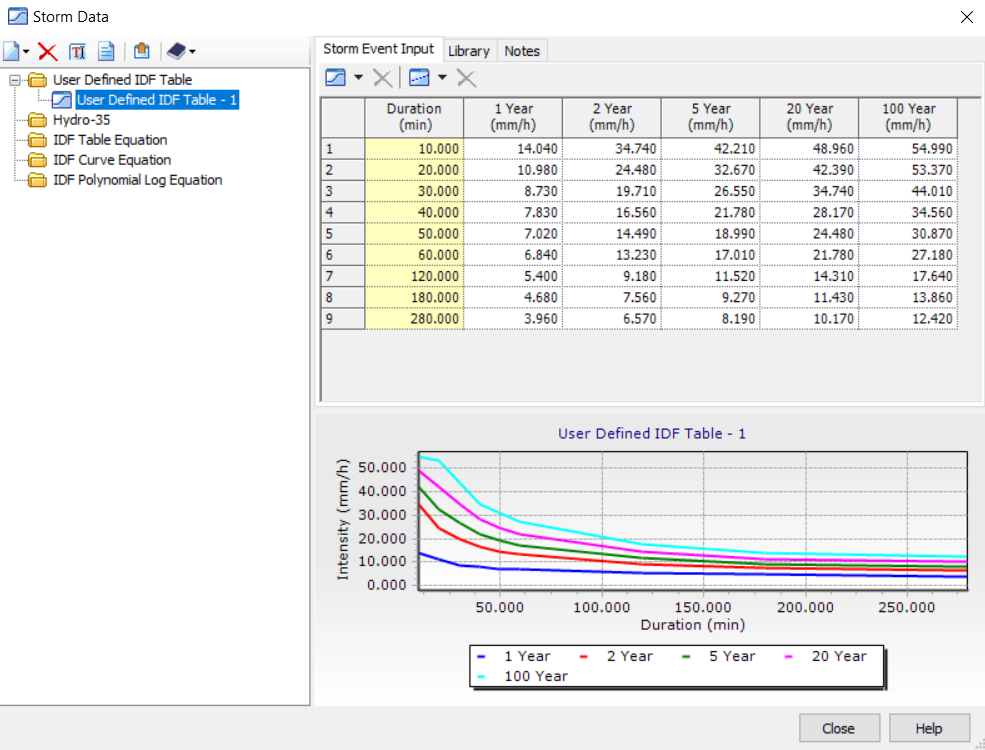 Storm Data
Storm Event Input Library Notes
User Defined IDF Table
User Defined IDF Table - 1
Hydro-35
IDF Table Equation
IDF Curve Equation
IDF Polynomial Log Equation
Duration (min) 1 Year (mm/h) 2 Year (mm/h) 5 Year (mm/h) 20 Year (mm/h) 100 Year (mm/h)
1 10.000 14.040 34.740 42.210 48.960 54.990
2 20.000 10.980 24.480 32.670 42.390 53.370
3 30.000 8.730 19.710 26.550 34.740 44.010
4 40.000 7.830 16.560 21.780 28.170 34.560
5 50.000 7.020 14.490 18.990 24.480 30.870
6 60.000 6.840 13.230 17.010 21.780 27.180
7 120.000 5.400 9.180 11.520 14.310 17.640
8 180.000 4.680 7.560 9.270 11.430 13.860
9 280.000 3.960 6.570 8.190 10.170 12.420
User Defined IDF Table - 1
Intensity (mm/h)
50.000
40.000
30.000
20.000
10.000
0.000
50.000 100.000 150.000 200.000 250.000
Duration (min)
1 Year 2 Year 5 Year 20 Year
100 Year
Close Help